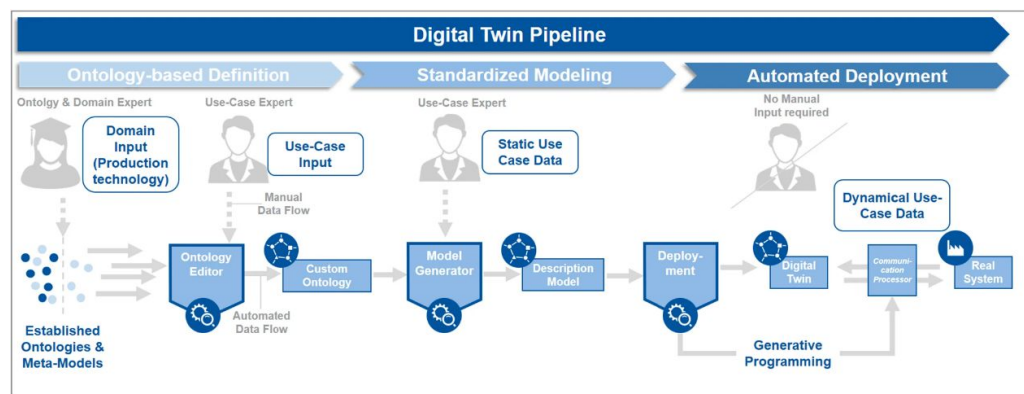 Digital Twin Pipeline
Ontology-based Definition
Standardized Modeling
Automated Deployment
Ontolgy & Domain Expert
Domain
Input
(Production
technology)
Use-Case Expert
Use-Case
Input
Use-Case Expert
Static Use
Case Data
No Manual
Input required
Dynamical Use-
Case Data
Manual
Data Flow
Ontology
Editor
Custom
Ontology
Model
Generator
Description
Model
Deploy-
ment
Digital
Twin
Communi-
cation
Processor
Real
System
Automated
Data Flow
Established
Ontologies &
Meta-Models
Generative
Programming